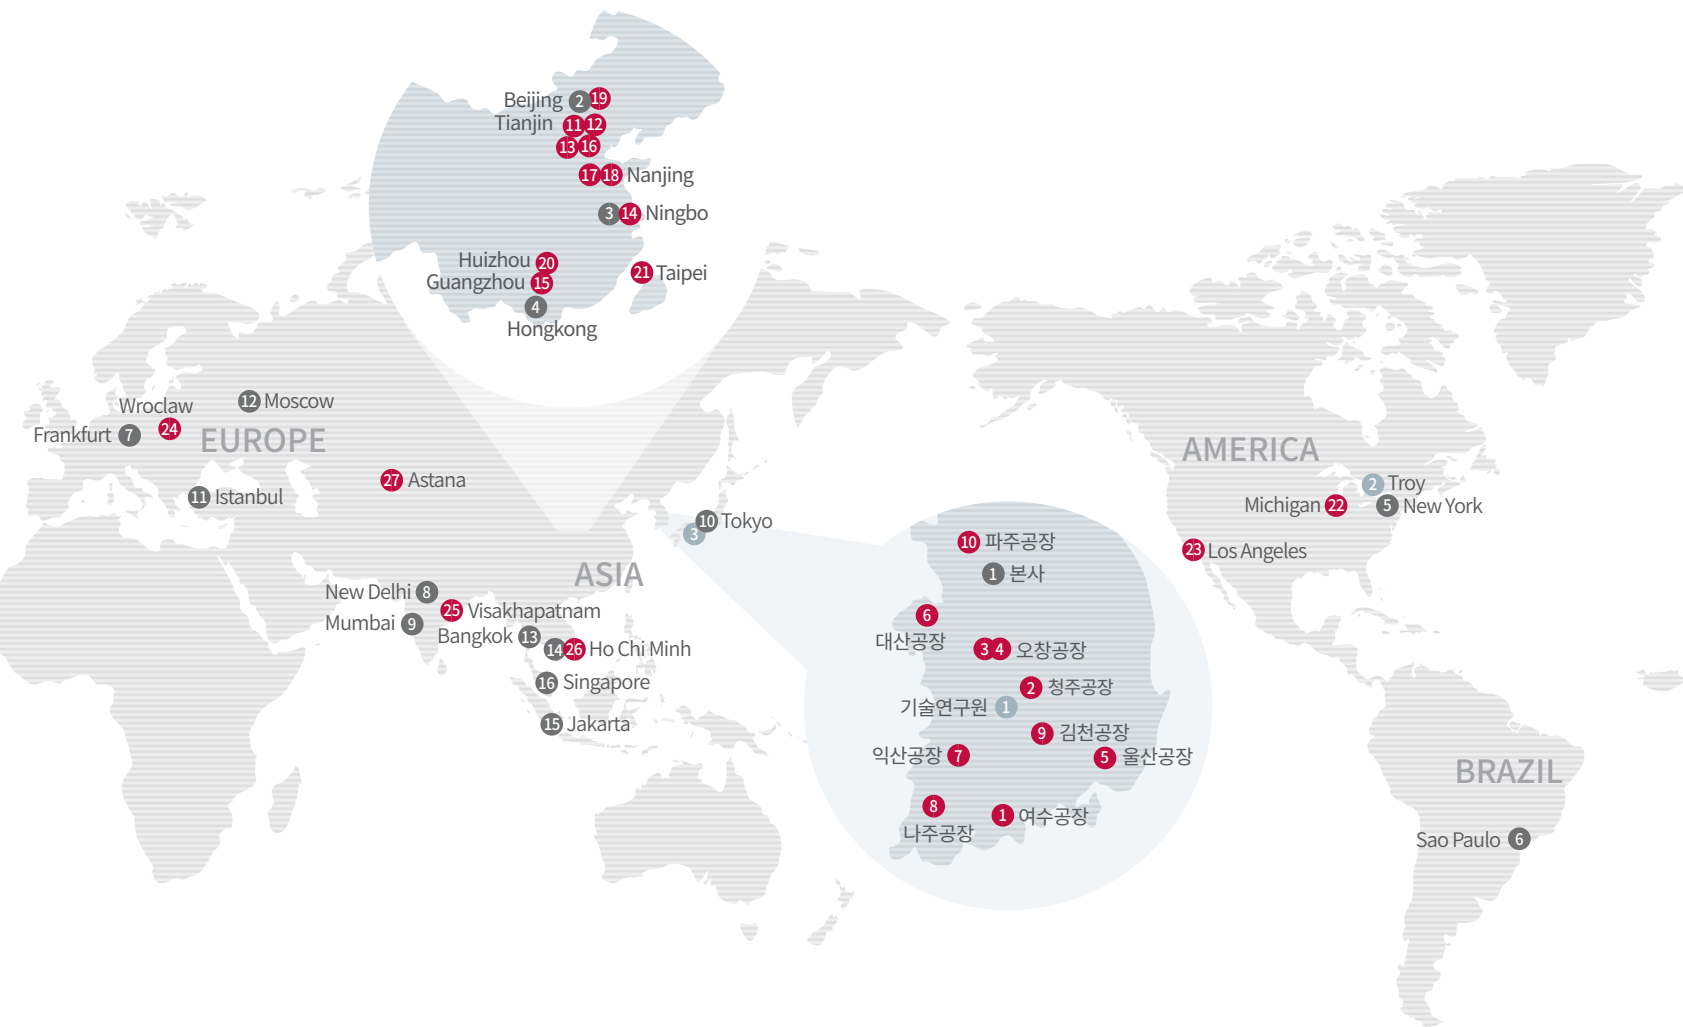 Beijing 2 19
Tianjin 11 12
13 16
17 18 Nanjing
3 14 Ningbo
Huizhou 20
21 Taipei
Guangzhou 15
4
Hongkong
12 Moscow
Wroclaw
24
Frankfurt 7
EUROPE
27 Astana
11 Istanbul
10 Tokyo
3
ASIA
New Delhi 8
25 Visakhapatnam
Mumbai 9
Bangkok 13
14 26 Ho Chi Minh
16 Singapore
15 Jakarta
10 파주공장
1 본사
6
대산공장
3 4 오창공장
2 청주공장
기술연구원 1
9 김천공장
익산공장 7
5 울산공장
8
나주공장
1 여수공장
AMERICA
2 Troy
Michigan 22
5 New York
23 Los Angeles
BRAZIL
Sao Paulo 6